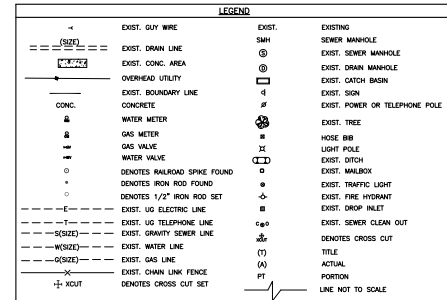 LEGEND
EXIST. GUY WIRE
(SIZE)
EXIST. DRAIN LINE
EXIST. CONC. AREA
OVERHEAD UTILITY
EXIST. BOUNDARY LINE
CONC. CONCRETE
WATER METER
GAS METER
GAS VALVE
WATER VALVE
DENOTES RAILROAD SPIKE FOUND
DENOTES IRON ROD FOUND
DENOTES 1/2" IRON ROD SET
E EXIST. UG ELECTRIC LINE
T EXIST. UG TELEPHONE LINE
S(SIZE) EXIST. GRAVITY SEWER LINE
W(SIZE) EXIST. WATER LINE
G(SIZE) EXIST. GAS LINE
EXIST. CHAIN LINK FENCE
XCUT DENOTES CROSS CUT SET
EXIST. EXISTING
SMH SEWER MANHOLE
S EXIST. SEWER MANHOLE
D EXIST. DRAIN MANHOLE
EXIST. CATCH BASIN
EXIST. SIGN
EXIST. POWER OR TELEPHONE POLE
EXIST. TREE
HOSE BIB
LIGHT POLE
EXIST. DITCH
EXIST. MAILBOX
EXIST. TRAFFIC LIGHT
EXIST. FIRE HYDRANT
EXIST. DROP INLET
EXIST. SEWER CLEAN OUT
XCUT DENOTES CROSS CUT
(T) TITLE
(A) ACTUAL
PT PORTION
LINE NOT TO SCALE